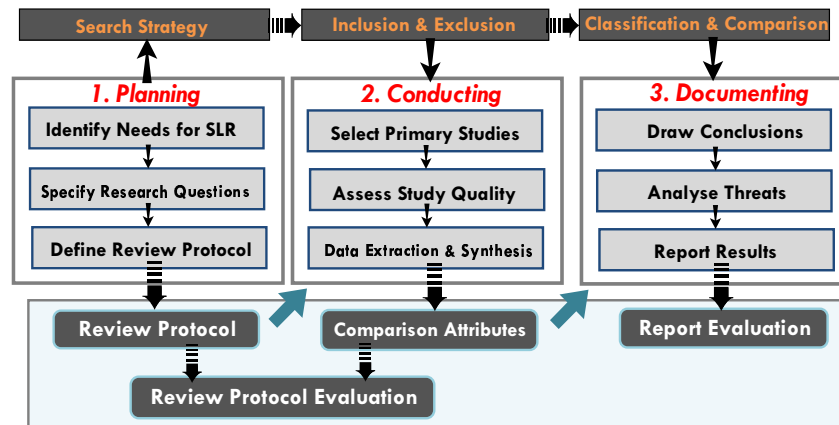 Search Strategy
Inclusion & Exclusion
Classification & Comparison
1. Planning
Identify Needs for SLR
Specify Research Questions
Define Review Protocol
2. Conducting
Select Primary Studies
Assess Study Quality
Data Extraction & Synthesis
3. Documenting
Draw Conclusions
Analyse Threats
Report Results
Review Protocol
Comparison Attributes
Report Evaluation
Review Protocol Evaluation